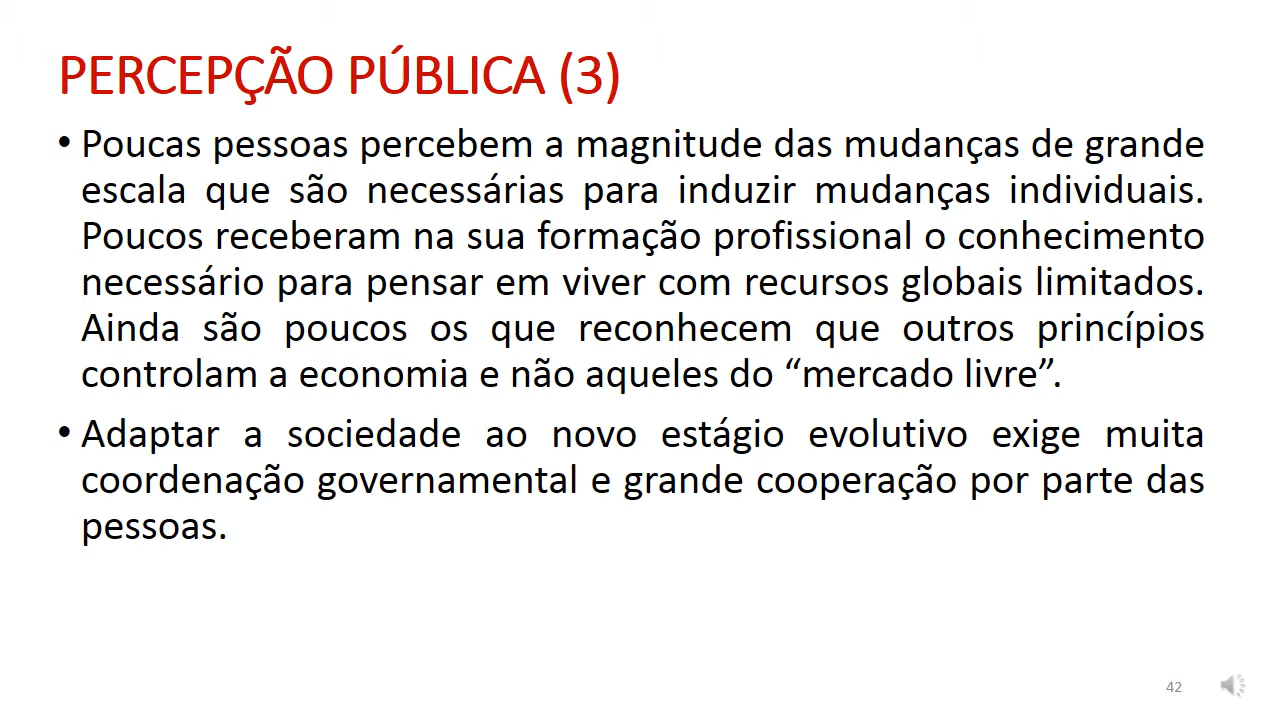 PERCEPÇÃO PÚBLICA (3)
• Poucas pessoas percebem a magnitude das mudanças de grande
escala que são necessárias para induzir mudanças individuais.
Poucos receberam na sua formação profissional o conhecimento
necessário para pensar em viver com recursos globais limitados.
Ainda são poucos os que reconhecem que outros princípios
controlam a economia e não aqueles do “mercado livre”.
• Adaptar a sociedade ao novo estágio evolutivo exige muita
coordenação governamental e grande cooperação por parte das
pessoas.
42